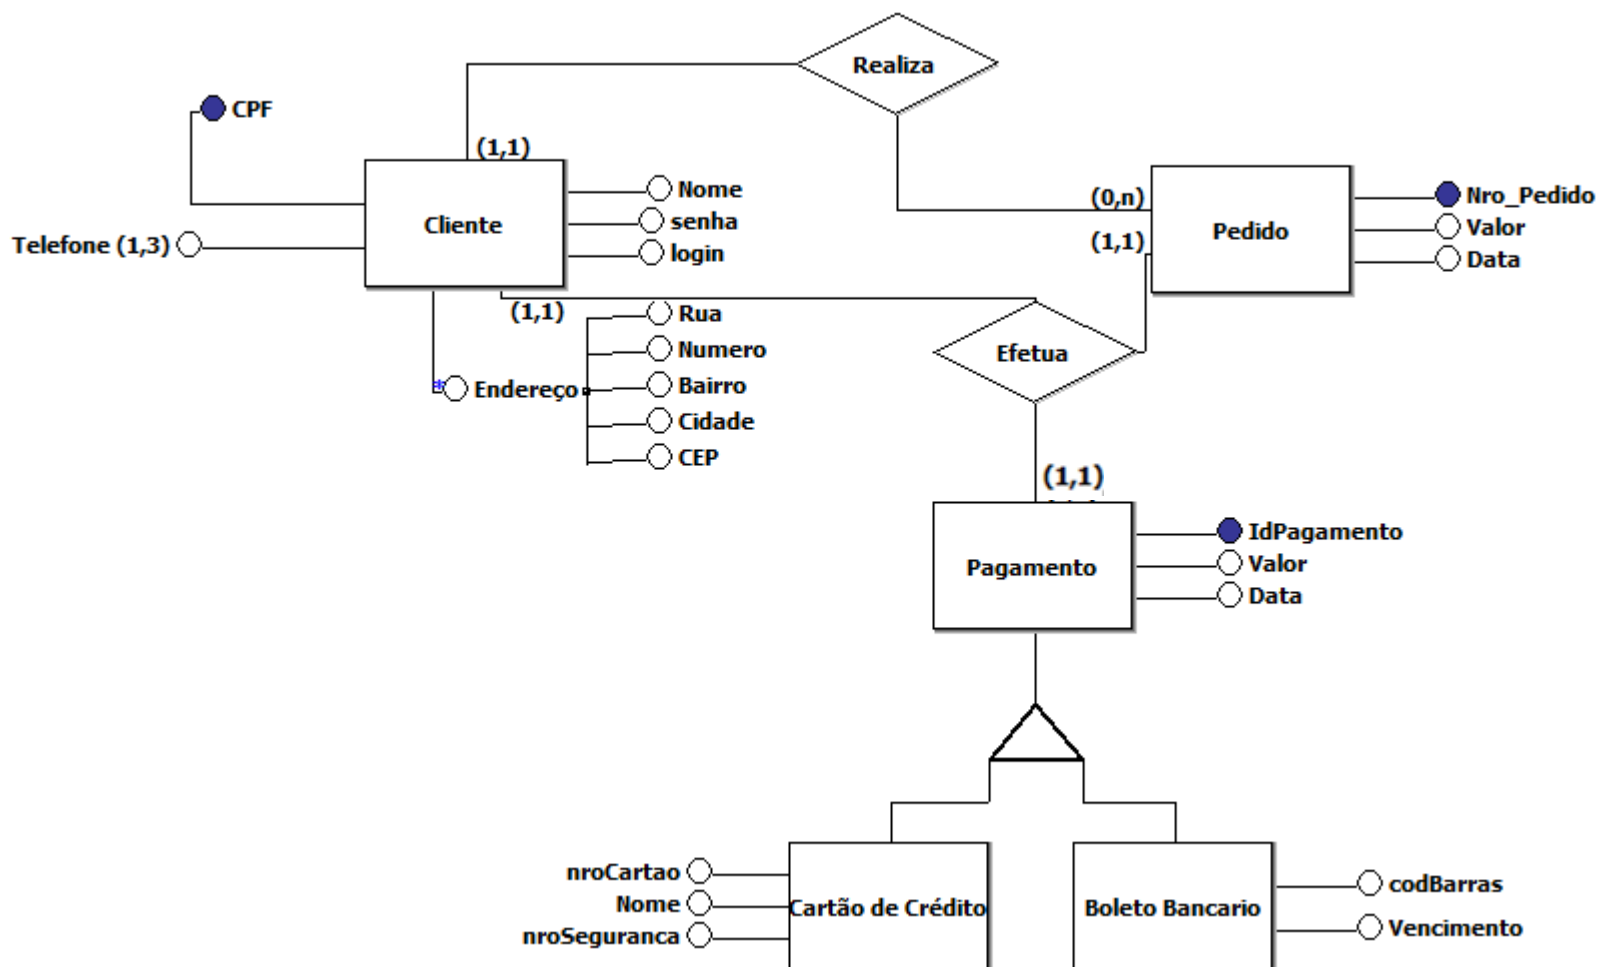 Realiza
CPF
(1,1)
Nome
Cliente
senha
Telefone (1,3)
login
(0,n)
Nro_Pedido
(1,1)
Pedido
Valor
Data
(1,1)
Rua
Numero
Efetua
* Endereço
Bairro
Cidade
CEP
(1,1)
IdPagamento
Pagamento
Valor
Data
nroCartao
Nome
nroSeguranca
Cartão de Crédito
Boleto Bancario
codBarras
Vencimento